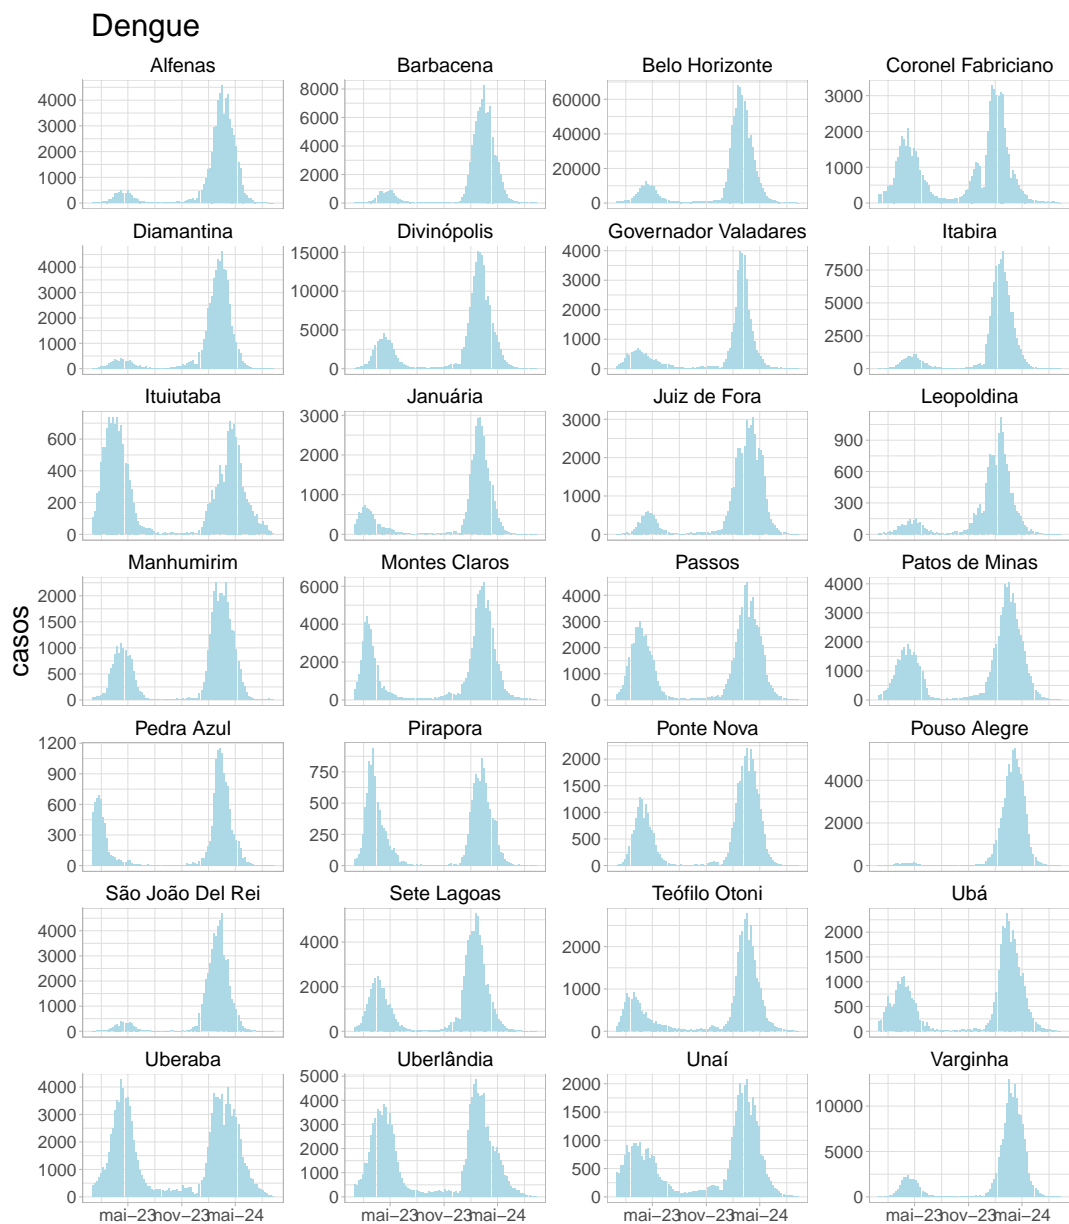 Dengue
Alfenas Barbacena Belo Horizonte Coronel Fabriciano
4000 8000 60000 3000
3000 6000 40000 2000
2000 4000 20000 1000
1000 2000 0 0
0 0
Diamantina Divinópolis Governador Valadares Itabira
4000 15000 4000 7500
3000 10000 3000 5000
2000 5000 2000 2500
1000 0 1000 0
0 0
Ituiutaba Januária Juiz de Fora Leopoldina
600 3000 3000 900
400 2000 2000 600
200 1000 1000 300
0 0 0 0
Manhumirim Montes Claros Passos Patos de Minas
2000 6000 4000 4000
1500 4000 3000 3000
1000 2000 2000 2000
500 0 1000 1000
0 0 0
casos
Pedra Azul Pirapora Ponte Nova Pouso Alegre
1200 750 2000 4000
900 500 1500 2000
600 250 1000 0
300 0 500
0 0
São João Del Rei Sete Lagoas Teófilo Otoni Ubá
4000 4000 2000 2000
3000 2000 1000 1500
2000 0 0 1000
1000 500
0 0
Uberaba Uberlândia Unaí Varginha
4000 5000 2000 10000
3000 4000 1500 5000
2000 3000 1000 0
1000 2000 500
0 1000 0
0
mai–23 nov–23 mai–24 mai–23 nov–23 mai–24 mai–23 nov–23 mai–24 mai–23 nov–23 mai–24